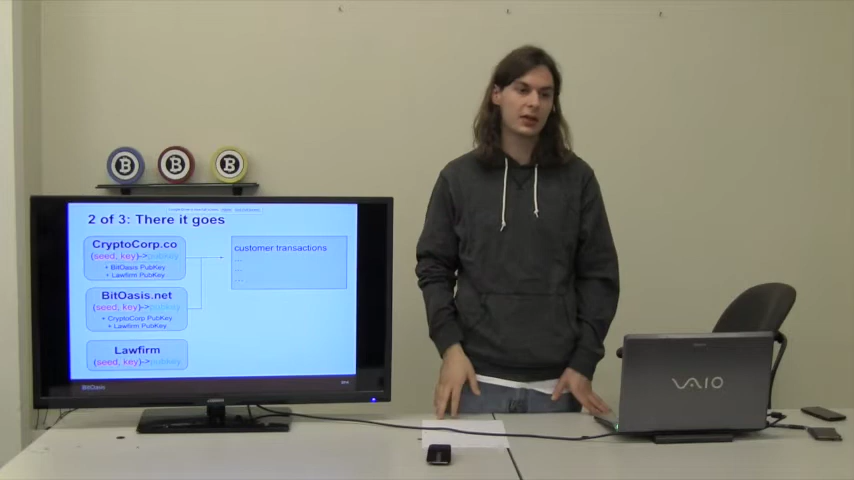 2 of 3: There it goes
CryptoCorp.co
(seed, key)->pubkey
+ BitOasis PubKey
+ Lawfirm PubKey
customer transactions
...
...
...
BitOasis.net
(seed, key)->pubkey
+ CryptoCorp PubKey
+ Lawfirm PubKey
Lawfirm
(seed, key)->pubkey
BitOasis
VAIO